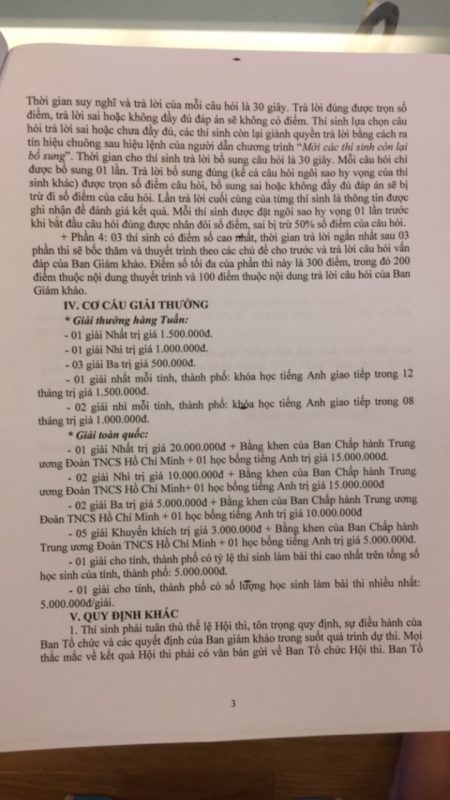 Thời gian suy nghĩ và trả lời của mỗi câu hỏi là 30 giây. Trả lời đúng được trọn số
điểm, trả lời sai hoặc không đầy đủ đáp án sẽ không có điểm. Thí sinh lựa chọn câu
hỏi trả lời sai hoặc chưa đầy đủ, các thí sinh còn lại giành quyền trả lời bằng cách ra
tín hiệu chuông sau hiệu lệnh của người dẫn chương trình “Mời các thí sinh còn lại
bổ sung”. Thời gian cho thí sinh trả lời bổ sung câu hỏi là 30 giây. Mỗi câu hỏi chỉ
được bổ sung 01 lần. Trả lời bổ sung đúng (kể cả câu hỏi ngôi sao hy vọng của thí
sinh khác) được trọn số điểm câu hỏi, bổ sung sai hoặc không đầy đủ đáp án sẽ bị
trừ đi số điểm của câu hỏi. Lần trả lời cuối cùng của từng thí sinh là thông tin được
ghi nhận để đánh giá kết quả. Mỗi thí sinh được đặt ngôi sao hy vọng 01 lần trước
khi bắt đầu câu hỏi đúng được nhân đôi số điểm, sai bị trừ 50% số điểm của câu hỏi.
+ Phần 4: 03 thí sinh có điểm số cao nhất, thời gian trả lời ngắn nhất sau 03
phần thi sẽ bốc thăm và thuyết trình theo các chủ đề cho trước và trả lời câu hỏi vấn
đáp của Ban Giám khảo. Điểm số tối đa của phần thi này là 300 điểm, trong đó 200
điểm thuộc nội dung thuyết trình và 100 điểm thuộc nội dung trả lời câu hỏi của Ban
Giám khảo.
IV. CƠ CẤU GIẢI THƯỞNG
* Giải thưởng hàng Tuần:
- 01 giải Nhất trị giá 1.500.000đ.
- 01 giải Nhì trị giá 1.000.000đ.
- 03 giải Ba trị giá 500.000đ.
- 01 giải nhất mỗi tỉnh, thành phố: khóa học tiếng Anh giao tiếp trong 12
tháng trị giá 1.500.000đ.
- 02 giải nhì mỗi tỉnh, thành phố: khóa học tiếng Anh giao tiếp trong 08
tháng trị giá 1.000.000đ.
* Giải toàn quốc:
- 01 giải Nhất trị giá 20.000.000đ + Bằng khen của Ban Chấp hành Trung
ương Đoàn TNCS Hồ Chí Minh + 01 học bổng tiếng Anh trị giá 15.000.000đ.
- 02 giải Nhì trị giá 10.000.000đ + Bằng khen của Ban Chấp hành Trung
ương Đoàn TNCS Hồ Chí Minh+ 01 học bổng tiếng Anh trị giá 15.000.000đ
- 02 giải Ba trị giá 5.000.000đ + Bằng khen của Ban Chấp hành Trung ương
Đoàn TNCS Hồ Chí Minh + 01 học bổng tiếng Anh trị giá 10.000.000đ
- 05 giải Khuyến khích trị giá 3.000.000đ + Bằng khen của Ban Chấp hành
Trung ương Đoàn TNCS Hồ Chí Minh + 01 học bổng tiếng Anh trị giá 5.000.000đ.
- 01 giải cho tỉnh, thành phố có tỷ lệ thí sinh làm bài thi cao nhất trên tổng số
học sinh của tỉnh, thành phố: 5.000.000đ.
- 01 giải cho tỉnh, thành phố có số lượng học sinh làm bài thi nhiều nhất:
5.000.000đ/giải.
V. QUY ĐỊNH KHÁC
1. Thí sinh phải tuân thủ thể lệ Hội thi, tôn trọng quy định, sự điều hành của
Ban Tổ chức và các quyết định của Ban giám khảo trong suốt quá trình dự thi. Mọi
thắc mắc về kết quả Hội thi phải có văn bản gửi về Ban Tổ chức Hội thi. Ban Tổ
3